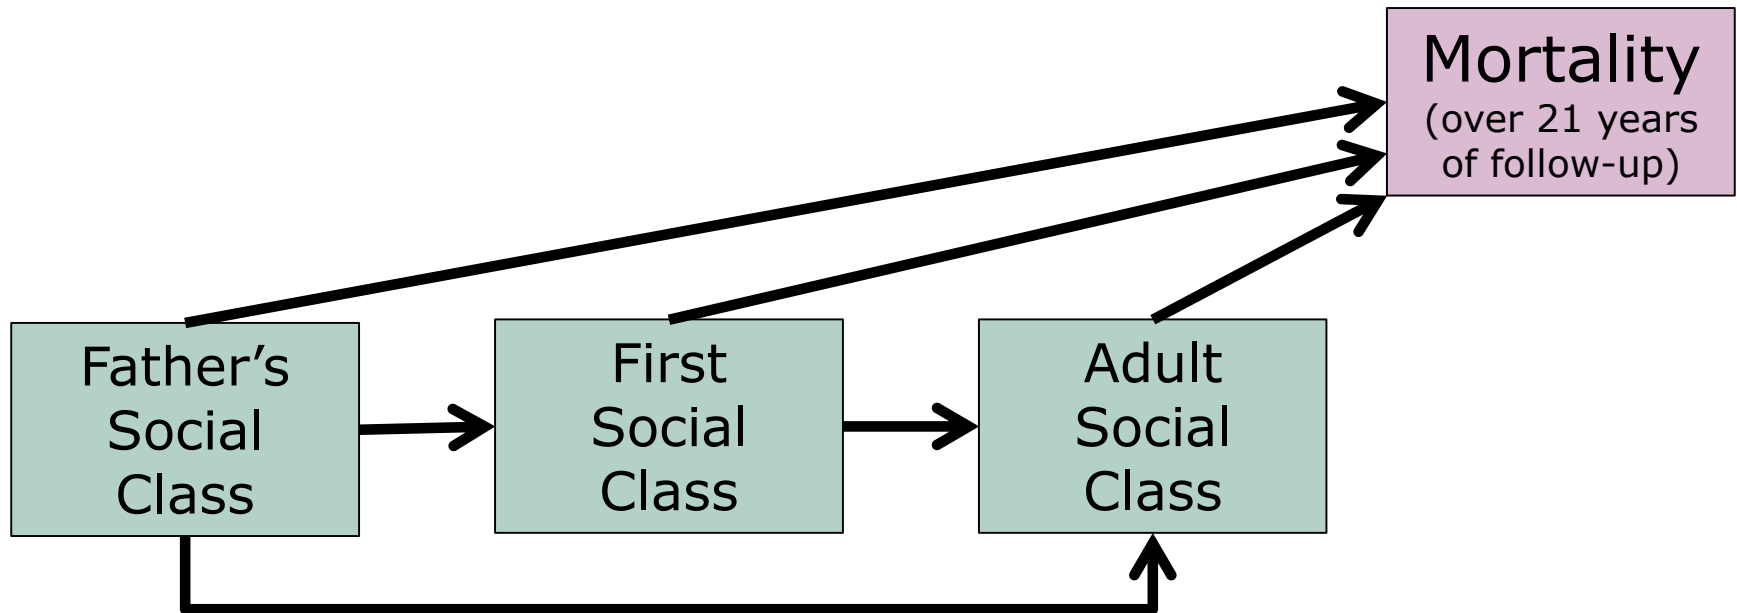 Mortality
(over 21 years
of follow-up)
Father’s
Social
Class
First
Social
Class
Adult
Social
Class